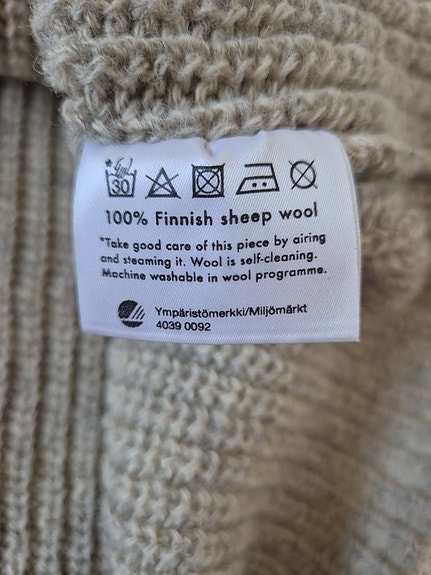 * 30
100% Finnish sheep wool
*Take good care of this piece by airing
and steaming it. Wool is self-cleaning.
Machine washable in wool programme.
Ympäristömerkki/Miljömärkt
4039 0092